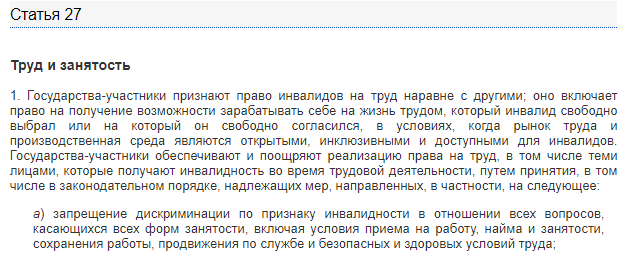 Статья 27
Труд и занятость
1. Государства-участники признают право инвалидов на труд наравне с другими; оно включает
право на получение возможности зарабатывать себе на жизнь трудом, который инвалид свободно
выбрал или на который он свободно согласился, в условиях, когда рынок труда и
производственная среда являются открытыми, инклюзивными и доступными для инвалидов.
Государства-участники обеспечивают и поощряют реализацию права на труд, в том числе теми
лицами, которые получают инвалидность во время трудовой деятельности, путем принятия, в том
числе в законодательном порядке, надлежащих мер, направленных, в частности, на следующее:
a) запрещение дискриминации по признаку инвалидности в отношении всех вопросов,
касающихся всех форм занятости, включая условия приема на работу, найма и занятости,
сохранения работы, продвижения по службе и безопасных и здоровых условий труда;